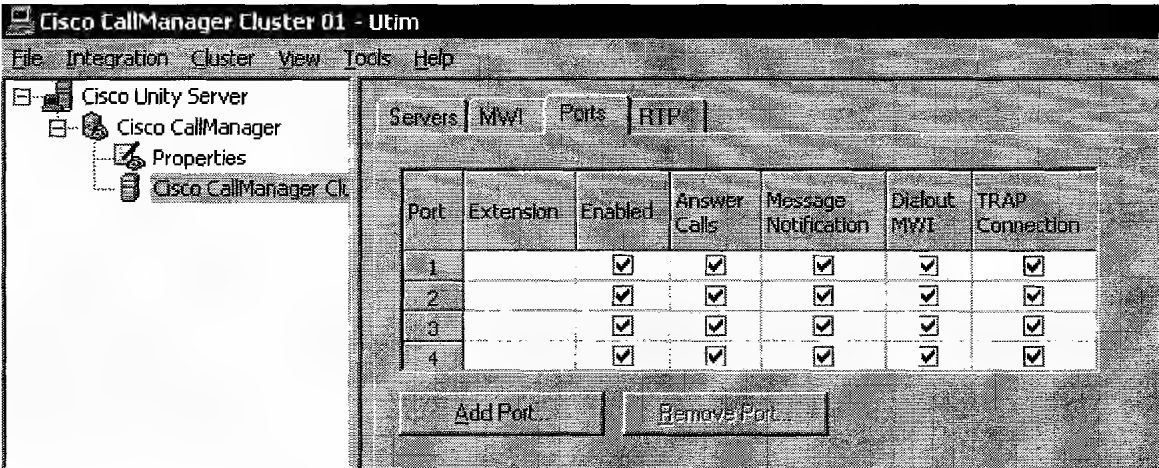 Cisco CallManager Cluster 01 - Utim
File Integration Cluster View Tools Help
Cisco Unity Server
Cisco CallManager
Properties
Cisco CallManager Clu
Servers MWI Ports RTP
Port Extension Enabled Answer Calls Message Notification Dialout MWI TRAP Connection
1
2
3
4
Add Port... Remove Port...